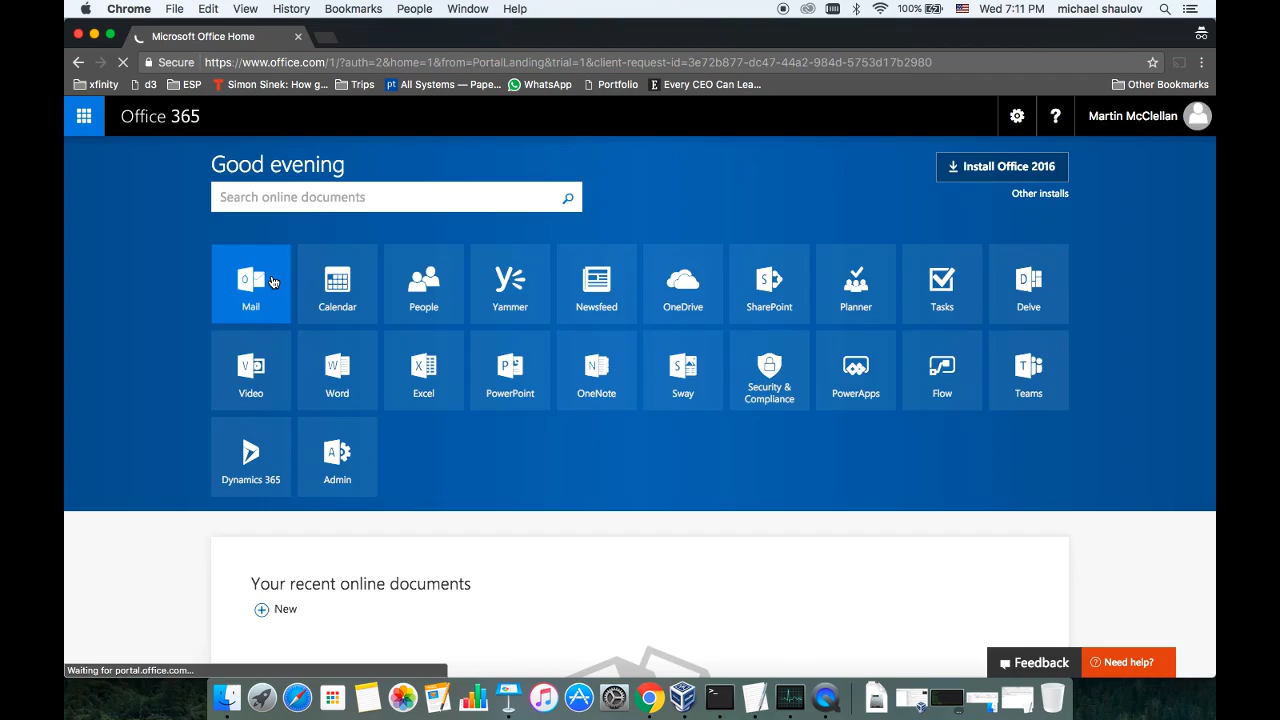 Chrome File Edit View History Bookmarks People Window Help 100% Wed 7:11 PM michael shaulov
Microsoft Office Home
Secure https://www.office.com/1/?auth=2&home=1&from=PortalLanding&trial=1&client-request-id=3e72b877-dc47-44a2-984d-5753d17b2980
xfinity d3 ESP Simon Sinek: How g... Trips pt All Systems — Pape... WhatsApp Portfolio E Every CEO Can Lea... Other Bookmarks
Office 365 ? Martin McClellan
Good evening
Install Office 2016
Search online documents
Other installs
Mail Calendar People Yammer Newsfeed OneDrive SharePoint Planner Tasks Delve
Video Word Excel PowerPoint OneNote Sway Security & Compliance PowerApps Flow Teams
Dynamics 365 Admin
Your recent online documents
New
Feedback Need help?
Waiting for portal.office.com...